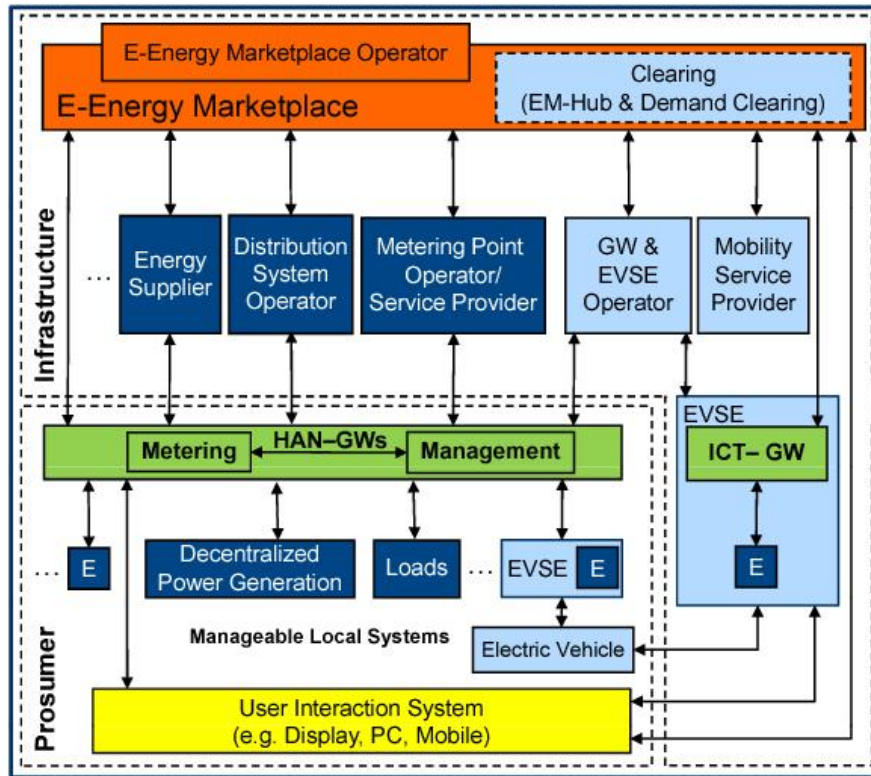 E-Energy Marketplace Operator
E-Energy Marketplace
Clearing
(EM-Hub & Demand Clearing)
Infrastructure
...
Energy
Supplier
Distribution
System
Operator
Metering Point
Operator/
Service Provider
GW &
EVSE
Operator
Mobility
Service
Provider
EVSE
ICT– GW
E
HAN–GWs
Metering
Management
Prosumer
...
E
Decentralized
Power Generation
Loads
...
EVSE
E
Manageable Local Systems
Electric Vehicle
User Interaction System
(e.g. Display, PC, Mobile)